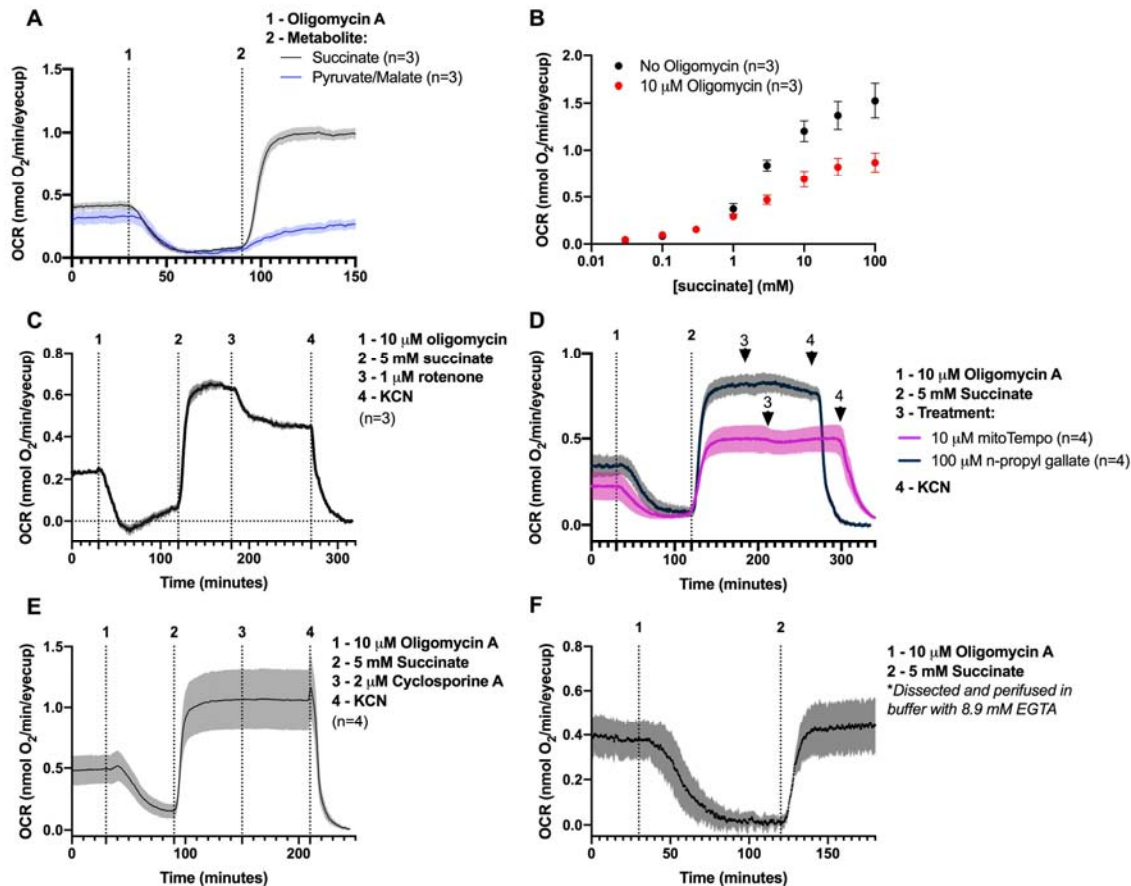 A
1 - Oligomycin A
2 - Metabolite:
Succinate (n=3)
Pyruvate/Malate (n=3)
1
2
OCR (nmol O2/min/eyecup)
1.5
1.0
0.5
0.0
0
50
100
150
B
No Oligomycin (n=3)
10 μM Oligomycin (n=3)
OCR (nmol O2/min/eyecup)
2.0
1.5
1.0
0.5
0.0
0.01
0.1
1
10
100
[succinate] (mM)
C
1
2
3
4
1 - 10 μM oligomycin
2 - 5 mM succinate
3 - 1 μM rotenone
4 - KCN
(n=3)
OCR (nmol O2/min/eyecup)
0.8
0.6
0.4
0.2
0.0
0
100
200
300
Time (minutes)
D
1
2
3
4
3
4
1 - 10 μM Oligomycin A
2 - 5 mM Succinate
3 - Treatment:
10 μM mitoTempo (n=4)
100 μM n-propyl gallate (n=4)
4 - KCN
OCR (nmol O2/min/eyecup)
1.0
0.5
0.0
0
100
200
300
Time (minutes)
E
1
2
3
4
1 - 10 μM Oligomycin A
2 - 5 mM Succinate
3 - 2 μM Cyclosporine A
4 - KCN
(n=4)
OCR (nmol O2/min/eyecup)
1.5
1.0
0.5
0.0
0
100
200
Time (minutes)
F
1
2
1 - 10 μM Oligomycin A
2 - 5 mM Succinate
*Dissected and perifused in
buffer with 8.9 mM EGTA
OCR (nmol O2/min/eyecup)
0.8
0.6
0.4
0.2
0.0
0
50
100
150
Time (minutes)